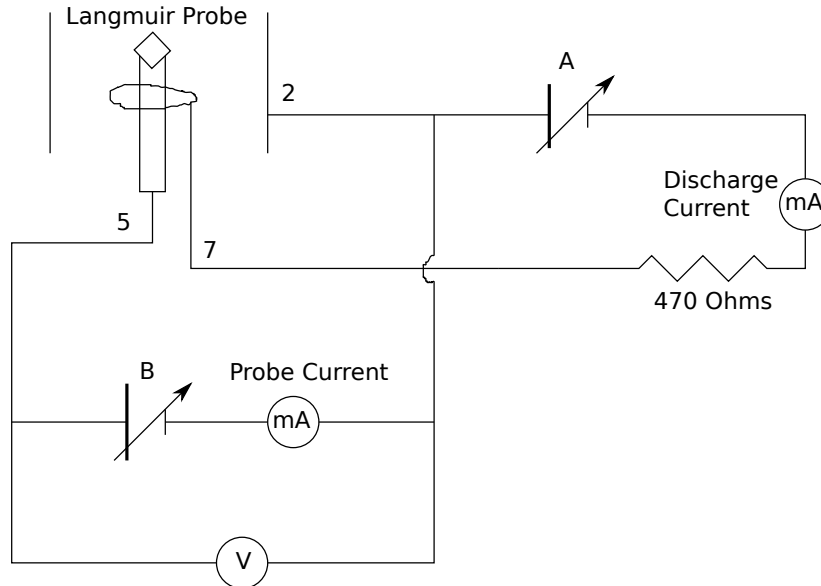 Langmuir Probe
2
A
Discharge
Current
mA
5
7
470 Ohms
B
Probe Current
mA
V